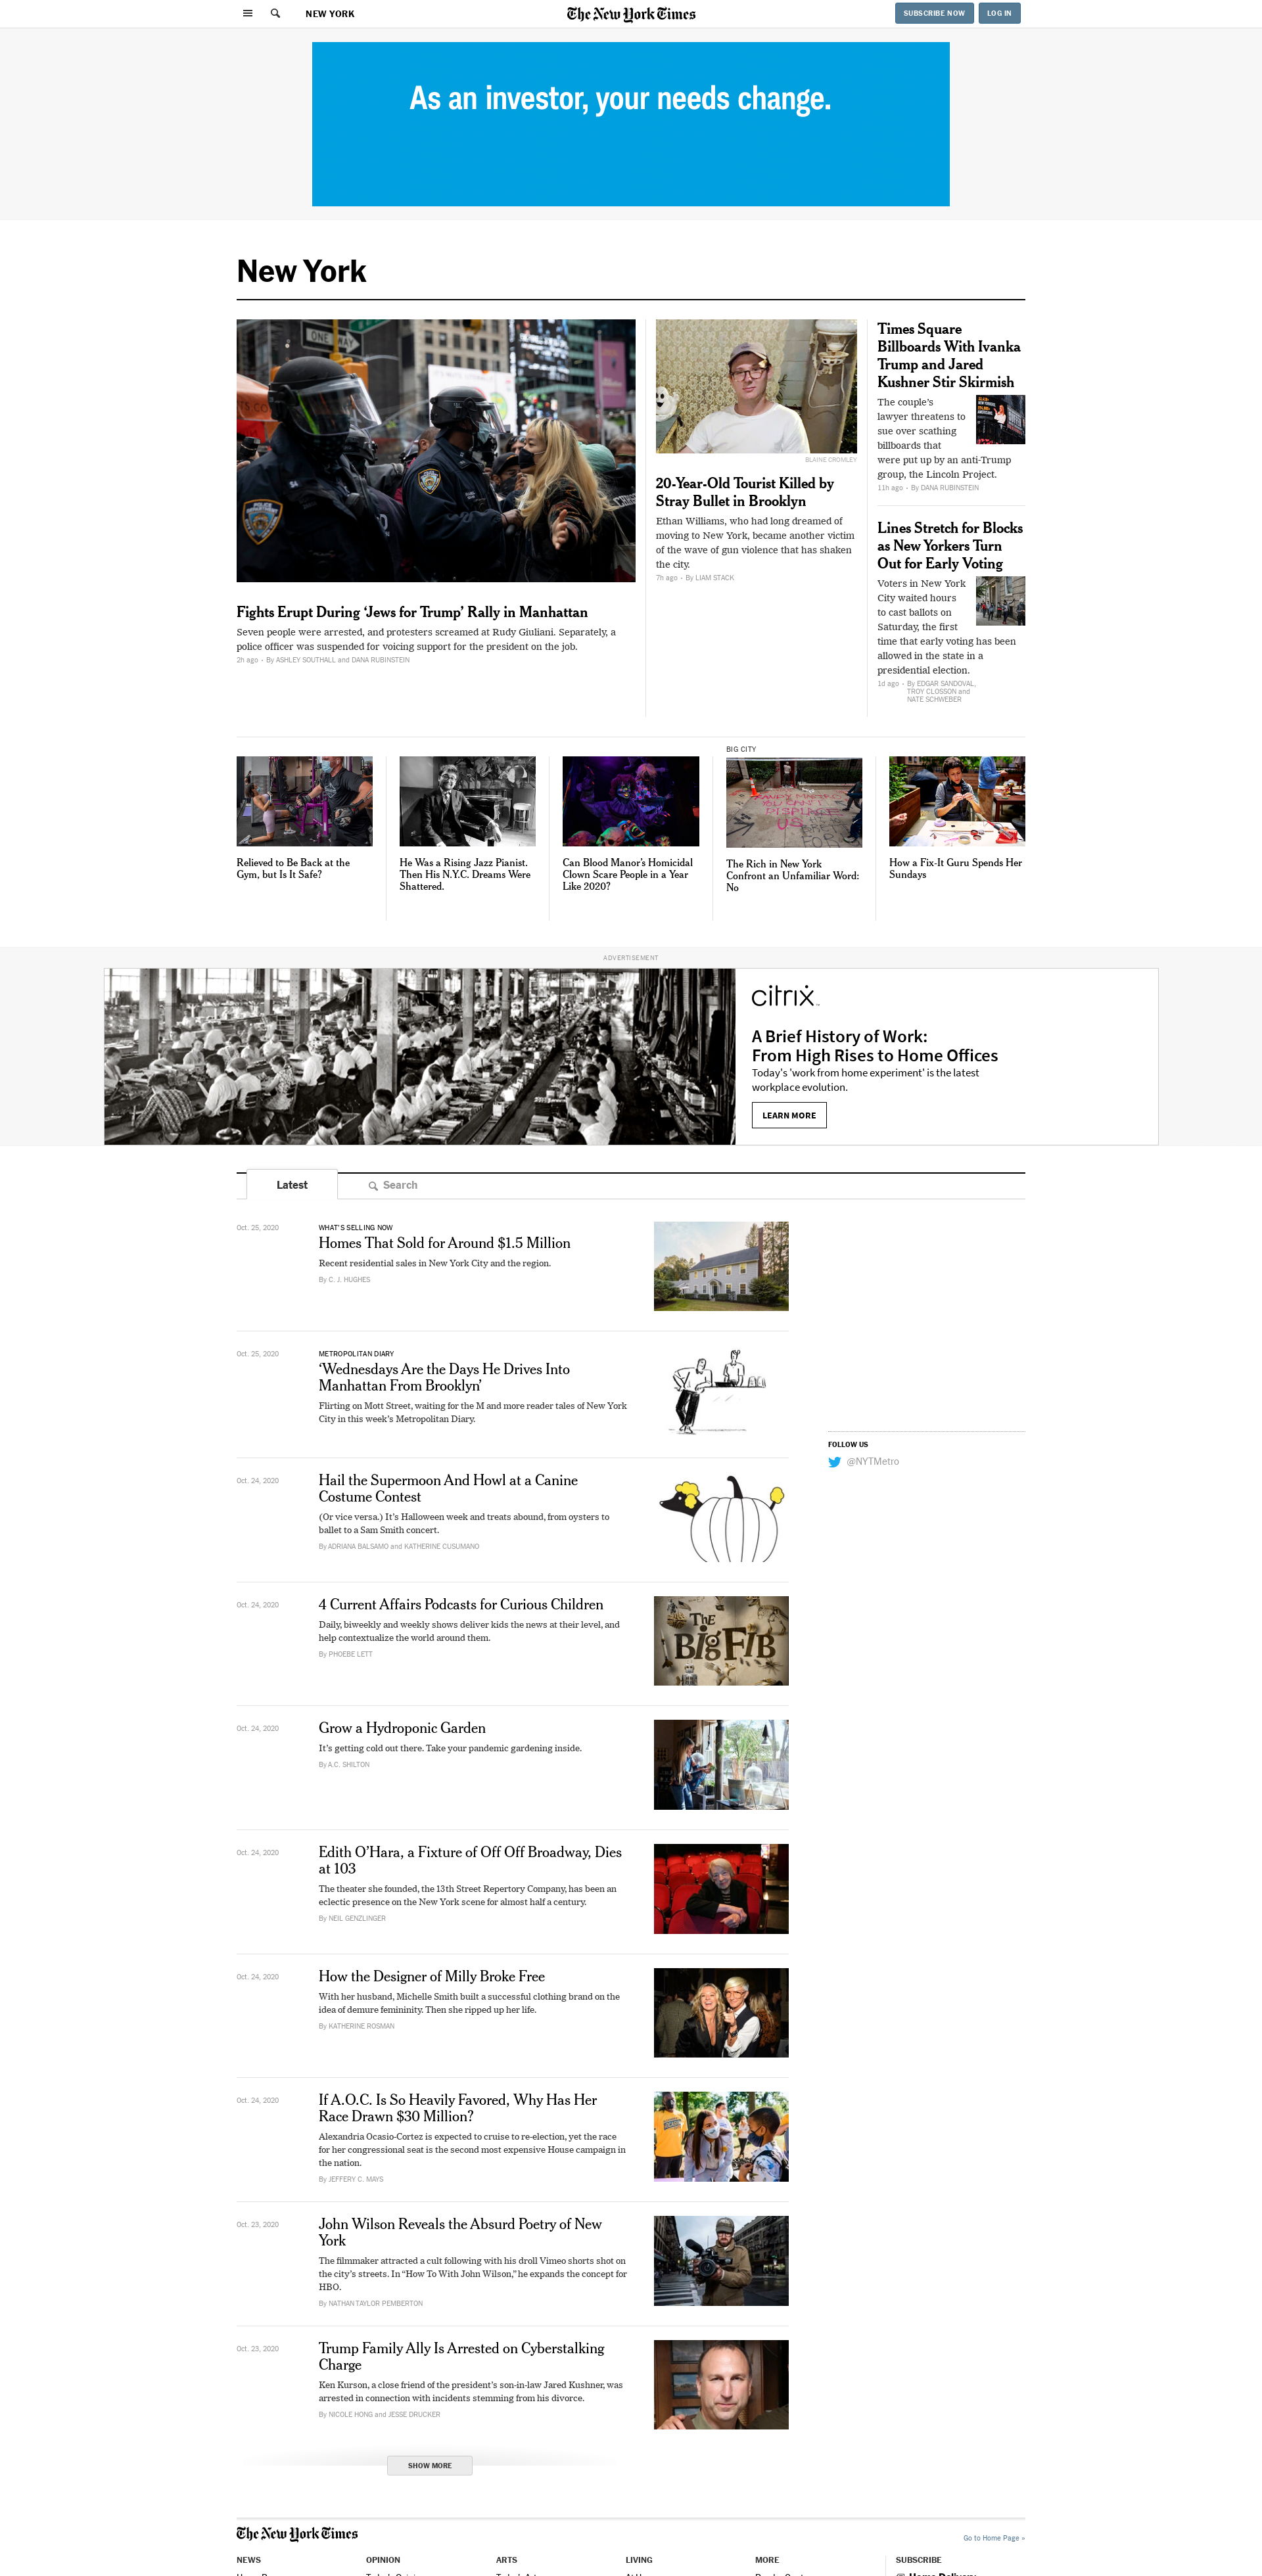 NEW YORK
The New York Times
SUBSCRIBE NOW
LOG IN
As an investor, your needs change.
New York
Fights Erupt During ‘Jews for Trump’ Rally in Manhattan
Seven people were arrested, and protesters screamed at Rudy Giuliani. Separately, a
police officer was suspended for voicing support for the president on the job.
2h ago • By ASHLEY SOUTHALL and DANA RUBINSTEIN
BLAINE CROMLEY
20-Year-Old Tourist Killed by
Stray Bullet in Brooklyn
Ethan Williams, who had long dreamed of
moving to New York, became another victim
of the wave of gun violence that has shaken
the city.
7h ago • By LIAM STACK
Times Square
Billboards With Ivanka
Trump and Jared
Kushner Stir Skirmish
The couple’s
lawyer threatens to
sue over scathing
billboards that
were put up by an anti-Trump
group, the Lincoln Project.
11h ago • By DANA RUBINSTEIN
Lines Stretch for Blocks
as New Yorkers Turn
Out for Early Voting
Voters in New York
City waited hours
to cast ballots on
Saturday, the first
time that early voting has been
allowed in the state in a
presidential election.
1d ago • By EDGAR SANDOVAL,
TROY CLOSSON and
NATE SCHWEBER
Relieved to Be Back at the
Gym, but Is It Safe?
He Was a Rising Jazz Pianist.
Then His N.Y.C. Dreams Were
Shattered.
Can Blood Manor’s Homicidal
Clown Scare People in a Year
Like 2020?
BIG CITY
The Rich in New York
Confront an Unfamiliar Word:
No
How a Fix-It Guru Spends Her
Sundays
ADVERTISEMENT
citrix
A Brief History of Work:
From High Rises to Home Offices
Today's 'work from home experiment' is the latest
workplace evolution.
LEARN MORE
Latest
Search
Oct. 25, 2020
WHAT'S SELLING NOW
Homes That Sold for Around $1.5 Million
Recent residential sales in New York City and the region.
By C. J. HUGHES
Oct. 25, 2020
METROPOLITAN DIARY
‘Wednesdays Are the Days He Drives Into
Manhattan From Brooklyn’
Flirting on Mott Street, waiting for the M and more reader tales of New York
City in this week’s Metropolitan Diary.
FOLLOW US
@NYTMetro
Oct. 24, 2020
Hail the Supermoon And Howl at a Canine
Costume Contest
(Or vice versa.) It’s Halloween week and treats abound, from oysters to
ballet to a Sam Smith concert.
By ADRIANA BALSAMO and KATHERINE CUSUMANO
Oct. 24, 2020
4 Current Affairs Podcasts for Curious Children
Daily, biweekly and weekly shows deliver kids the news at their level, and
help contextualize the world around them.
By PHOEBE LETT
THE BIG FIB
Oct. 24, 2020
Grow a Hydroponic Garden
It’s getting cold out there. Take your pandemic gardening inside.
By A.C. SHILTON
Oct. 24, 2020
Edith O’Hara, a Fixture of Off Off Broadway, Dies
at 103
The theater she founded, the 13th Street Repertory Company, has been an
eclectic presence on the New York scene for almost half a century.
By NEIL GENZLINGER
Oct. 24, 2020
How the Designer of Milly Broke Free
With her husband, Michelle Smith built a successful clothing brand on the
idea of demure femininity. Then she ripped up her life.
By KATHERINE ROSMAN
Oct. 24, 2020
If A.O.C. Is So Heavily Favored, Why Has Her
Race Drawn $30 Million?
Alexandria Ocasio-Cortez is expected to cruise to re-election, yet the race
for her congressional seat is the second most expensive House campaign in
the nation.
By JEFFERY C. MAYS
Oct. 23, 2020
John Wilson Reveals the Absurd Poetry of New
York
The filmmaker attracted a cult following with his droll Vimeo shorts shot on
the city’s streets. In “How To With John Wilson,” he expands the concept for
HBO.
By NATHAN TAYLOR PEMBERTON
Oct. 23, 2020
Trump Family Ally Is Arrested on Cyberstalking
Charge
Ken Kurson, a close friend of the president’s son-in-law Jared Kushner, was
arrested in connection with incidents stemming from his divorce.
By NICOLE HONG and JESSE DRUCKER
SHOW MORE
The New York Times
Go to Home Page »
NEWS
OPINION
ARTS
LIVING
MORE
SUBSCRIBE